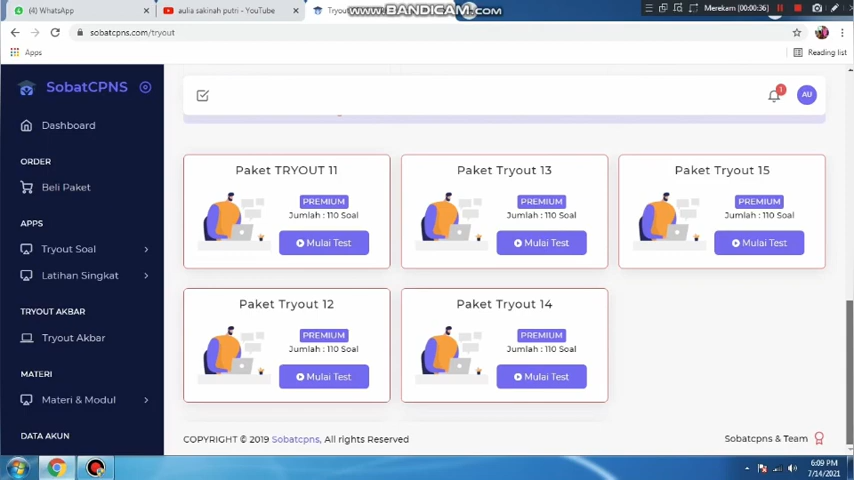 (4) WhatsApp
aulia sakinah putri - YouTube
Tryou
www.BANDICAM.com
Merekam [00:00:36]
sobatcpns.com/tryout
Apps
Reading list
SobatCPNS
1
AU
Dashboard
ORDER
Beli Paket
APPS
Tryout Soal
Latihan Singkat
TRYOUT AKBAR
Tryout Akbar
MATERI
Materi & Modul
DATA AKUN
Paket TRYOUT 11
PREMIUM
Jumlah : 110 Soal
Mulai Test
Paket Tryout 13
PREMIUM
Jumlah : 110 Soal
Mulai Test
Paket Tryout 15
PREMIUM
Jumlah : 110 Soal
Mulai Test
Paket Tryout 12
PREMIUM
Jumlah : 110 Soal
Mulai Test
Paket Tryout 14
PREMIUM
Jumlah : 110 Soal
Mulai Test
COPYRIGHT © 2019 Sobatcpns, All rights Reserved
Sobatcpns & Team
6:09 PM
7/14/2021